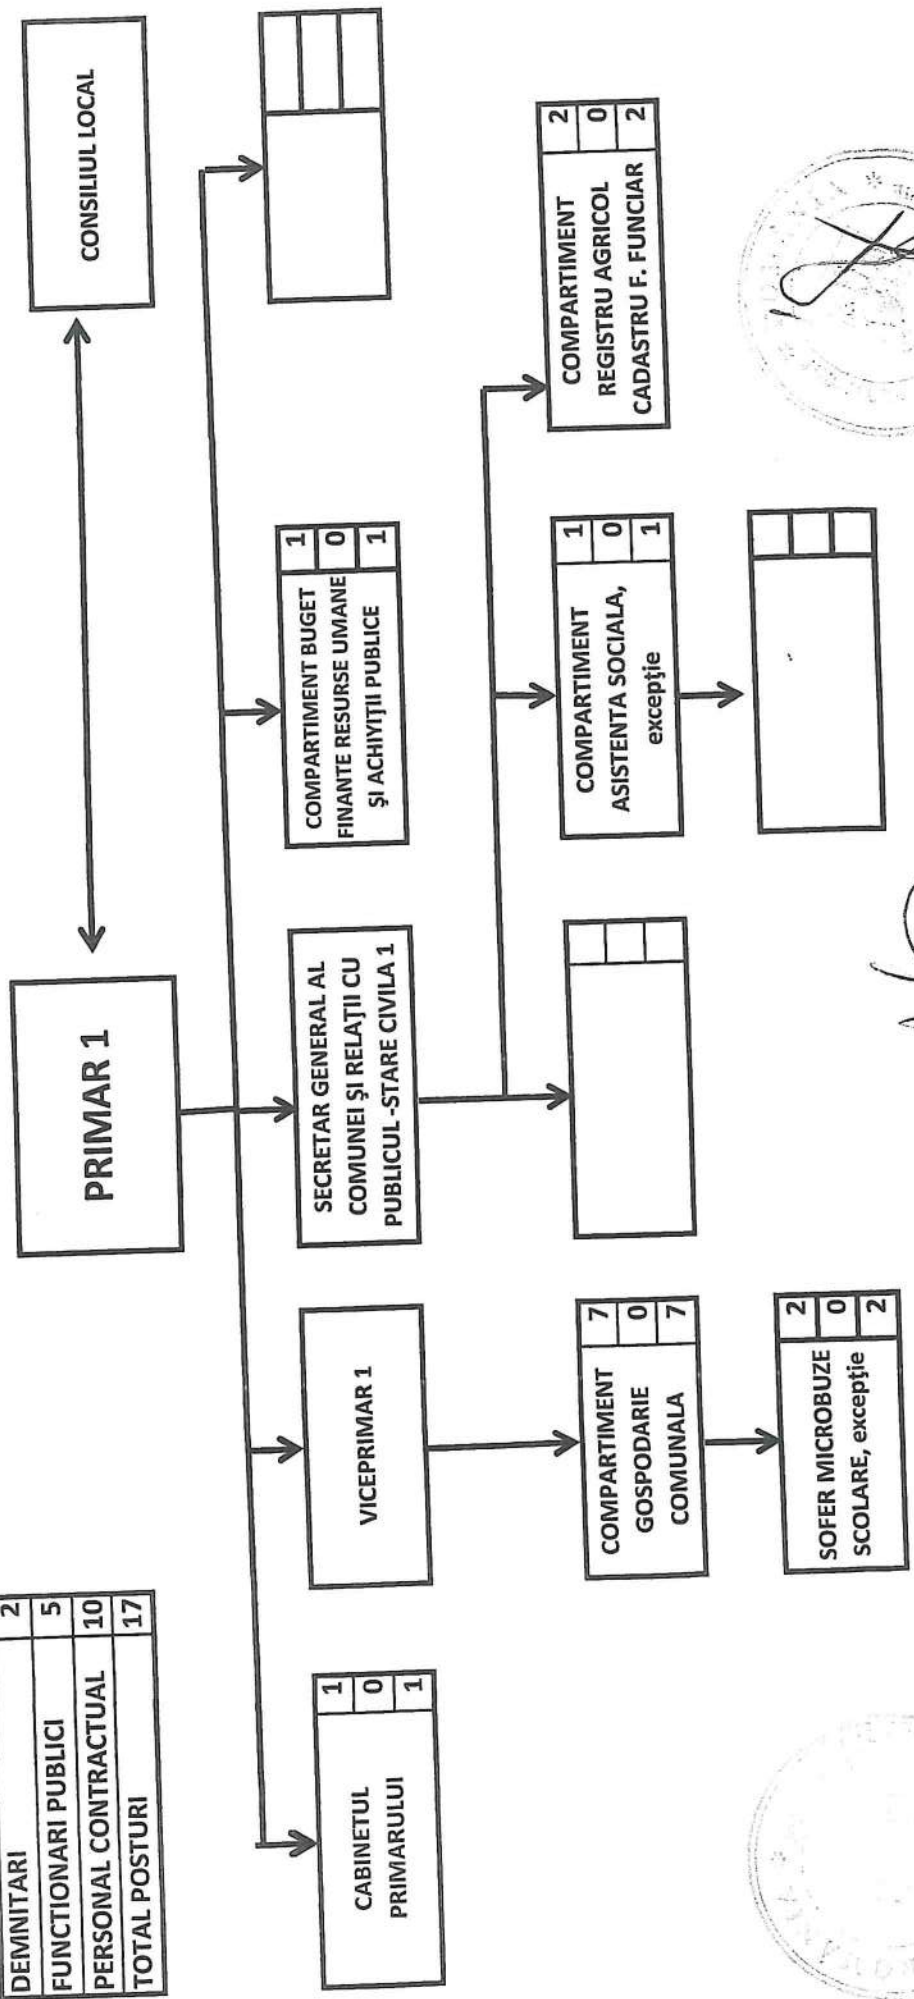 DEMNITARI 2
FUNCTIONARI PUBLICI 5
PERSONAL CONTRACTUAL 10
TOTAL POSTURI 17
PRIMAR 1
CONSILIUL LOCAL
CABINETUL
PRIMARULUI
1
0
1
VICEPRIMAR 1
SECRETAR GENERAL AL
COMUNEI ŞI RELAŢII CU
PUBLICUL -STARE CIVILA 1
COMPARTIMENT BUGET
FINANTE RESURSE UMANE
ŞI ACHIYIŢII PUBLICE
1
0
1
COMPARTIMENT
GOSPODARIE
COMUNALA
7
0
7
COMPARTIMENT
ASISTENTA SOCIALA,
excepţie
1
0
1
COMPARTIMENT
REGISTRU AGRICOL
CADASTRU F. FUNCIAR
2
0
2
SOFER MICROBUZE
SCOLARE, excepţie
2
0
2